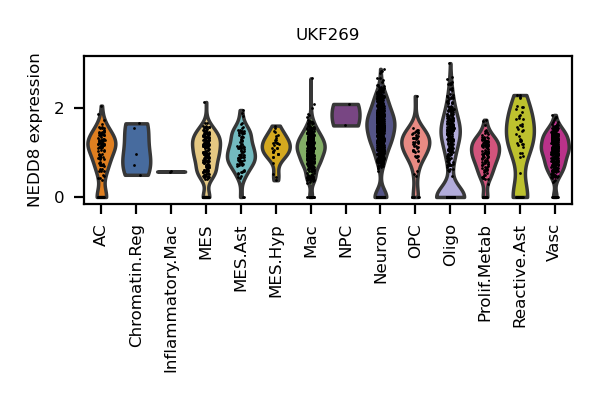 UKF269
NEDD8 expression
2
0
AC
Chromatin.Reg
Inflammatory.Mac
MES
MES.Ast
MES.Hyp
Mac
NPC
Neuron
OPC
Oligo
Prolif.Metab
Reactive.Ast
Vasc